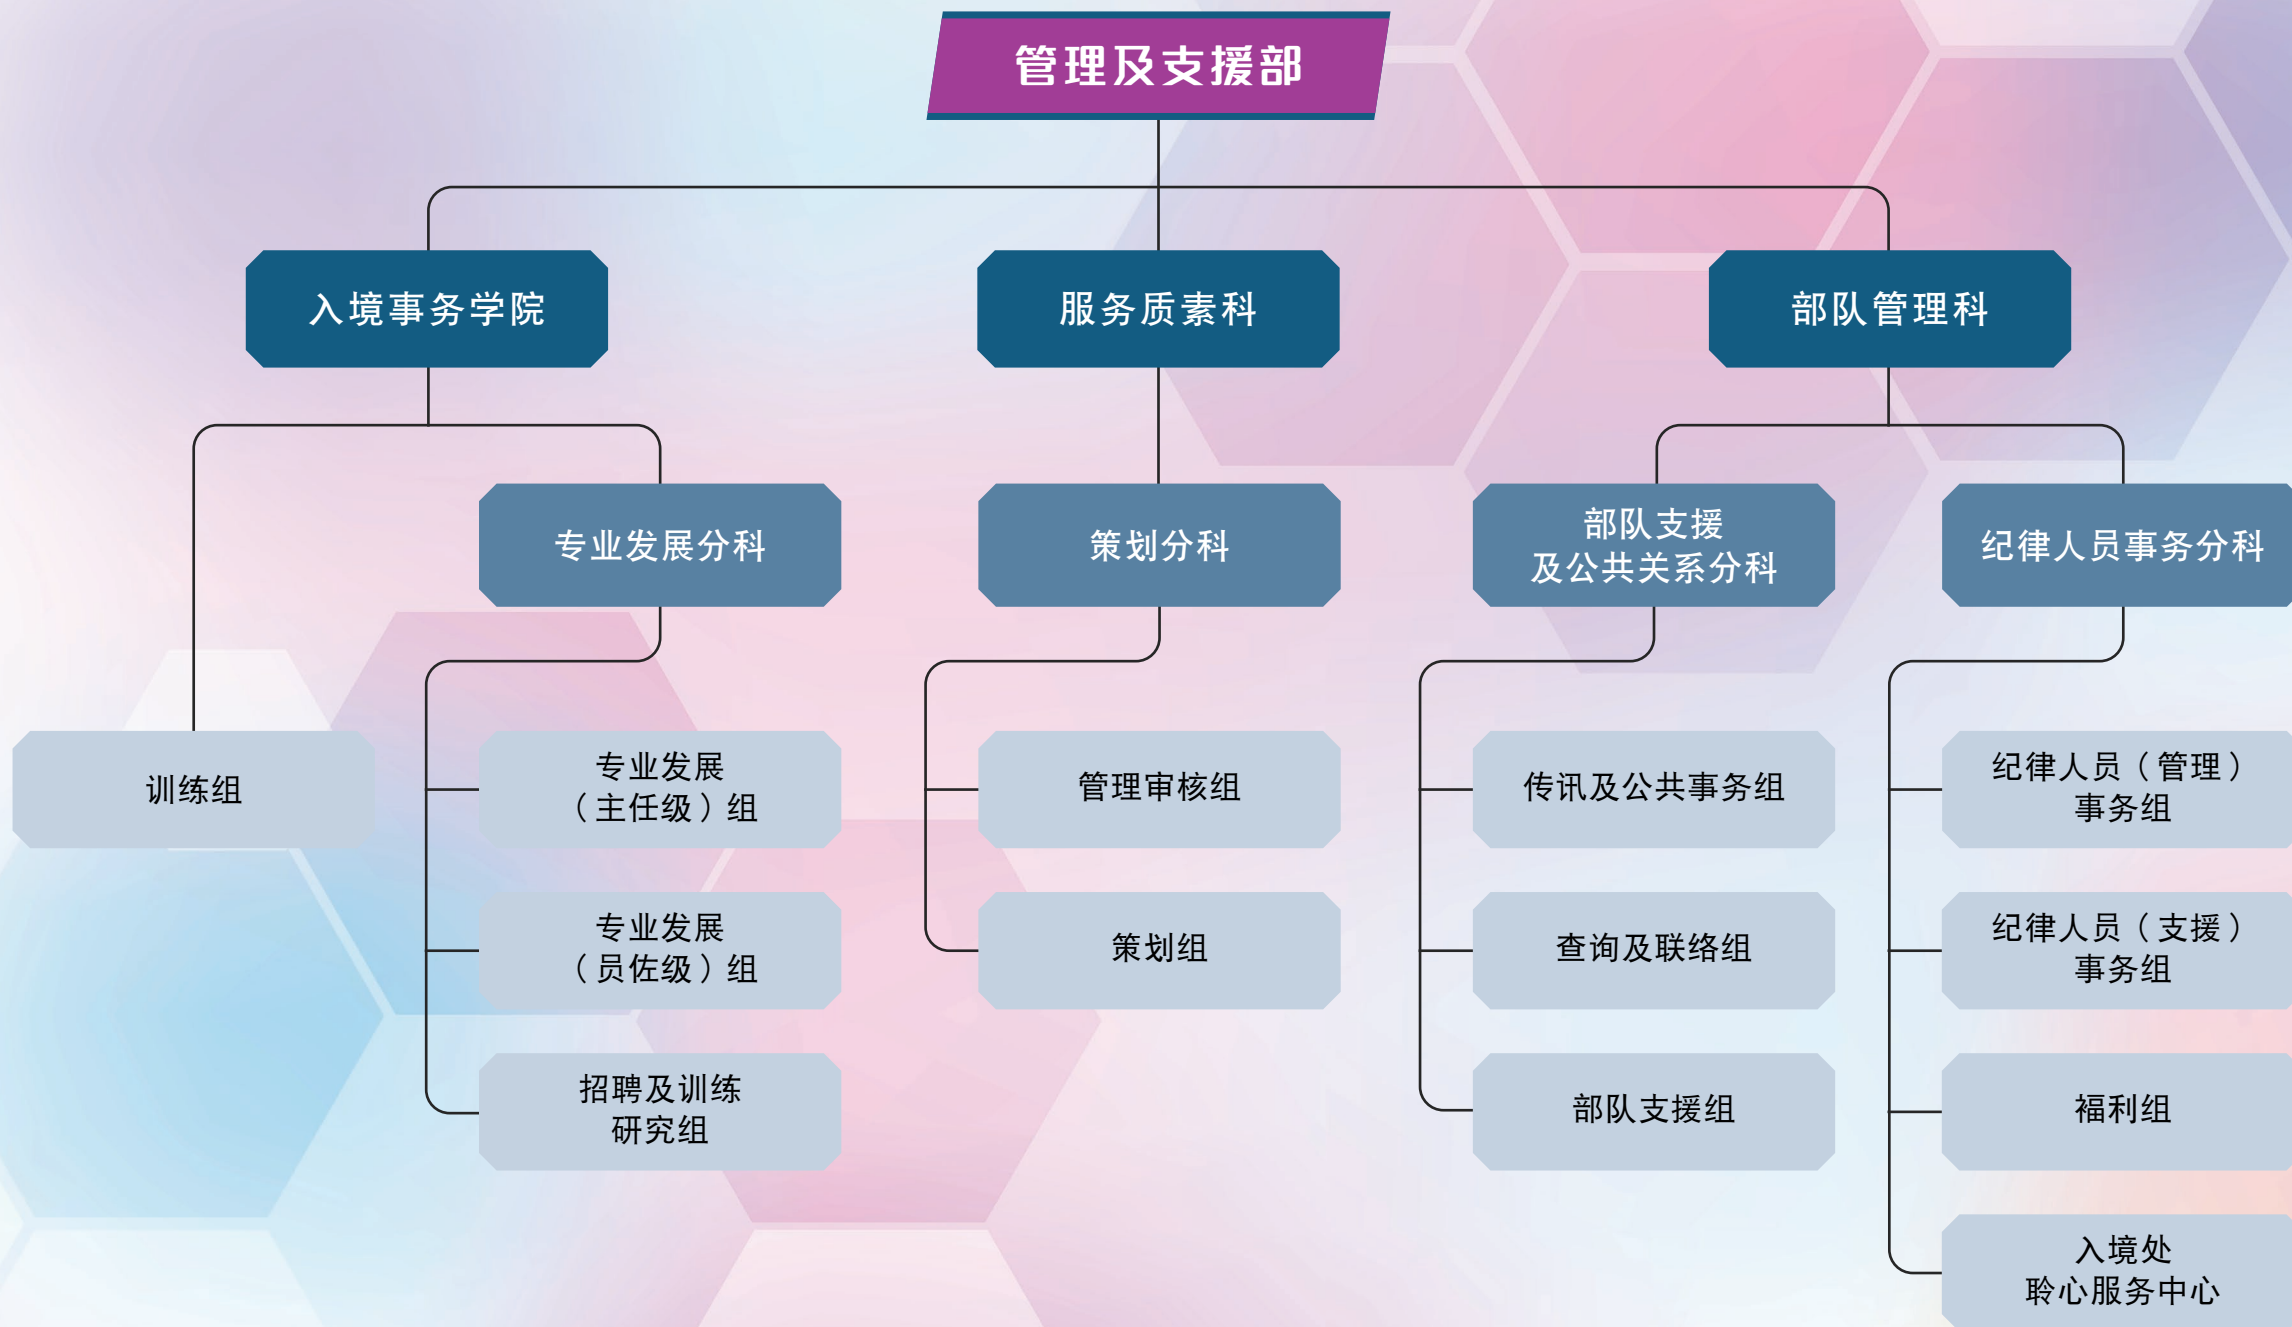 管理及支援部
入境事务学院
服务质素科
部队管理科
专业发展分科
策划分科
部队支援
及公共关系分科
纪律人员事务分科
训练组
专业发展
（主任级）组
管理审核组
传讯及公共事务组
纪律人员（管理）
事务组
专业发展
（员佐级）组
策划组
查询及联络组
纪律人员（支援）
事务组
招聘及训练
研究组
部队支援组
福利组
入境处
聆心服务中心